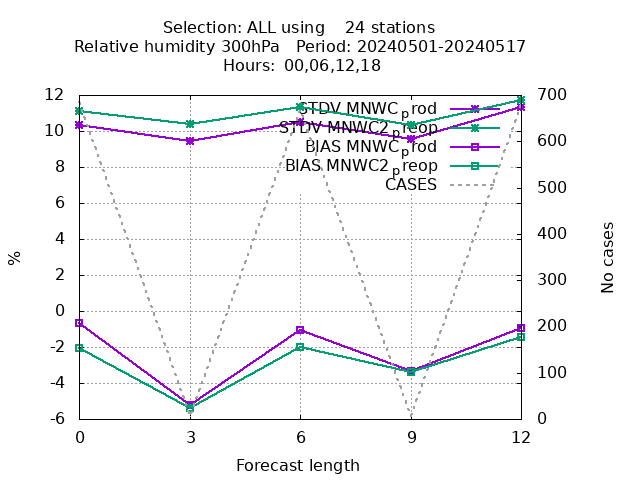 Selection: ALL using    24 stations
Relative humidity 300hPa   Period: 20240501-20240517
Hours: 00,06,12,18
STDV MNWC_prod
STDV MNWC2_preop
BIAS MNWC_prod
BIAS MNWC2_preop
CASES
12
10
8
6
4
2
0
-2
-4
-6
%
700
600
500
400
300
200
100
0
No cases
0 3 6 9 12
Forecast length